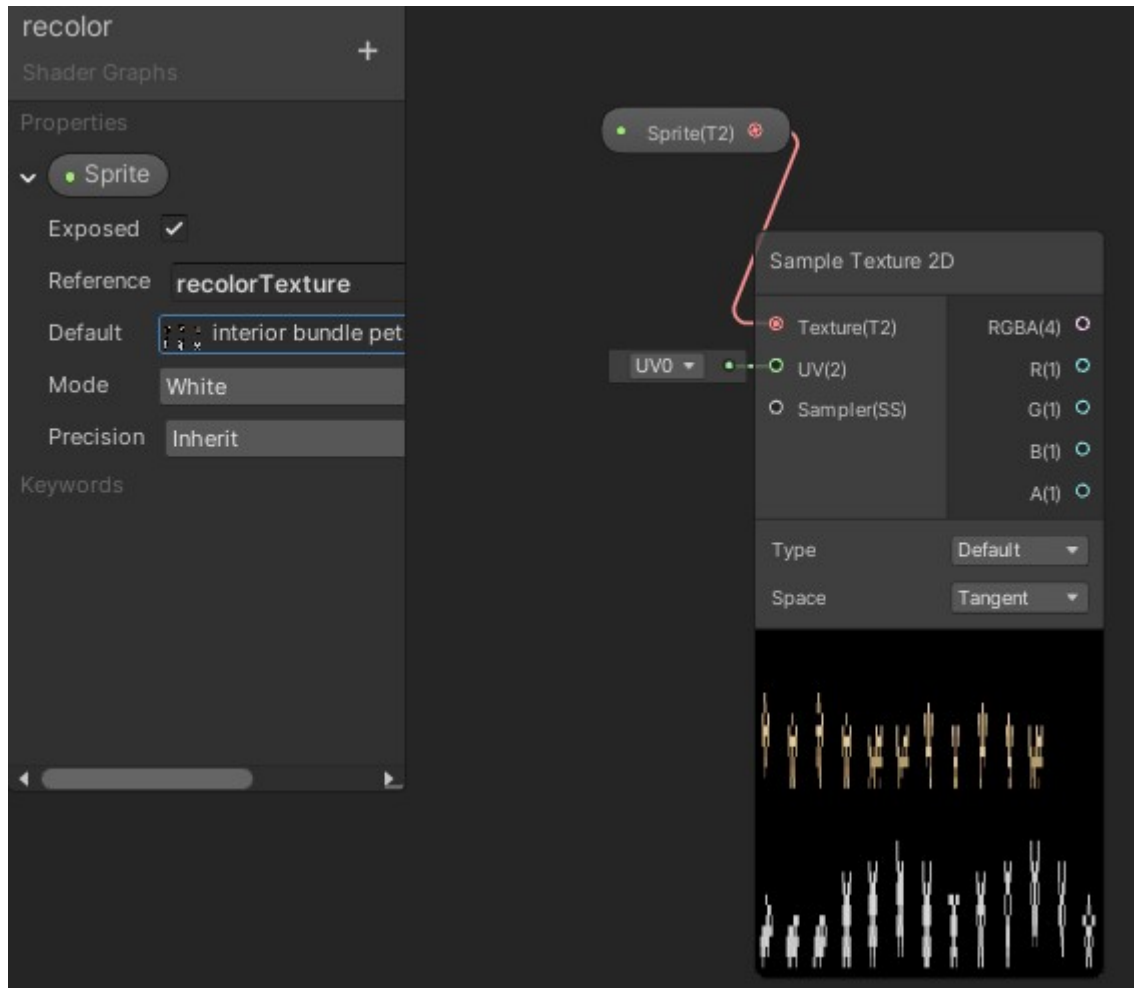 recolor
+
Shader Graphs
Properties
Sprite
Exposed
Reference recolorTexture
Default interior bundle pet
Mode White
Precision Inherit
Keywords
Sprite(T2)
Sample Texture 2D
Texture(T2) RGBA(4)
UV0 UV(2) R(1)
Sampler(SS) G(1)
B(1)
A(1)
Type Default
Space Tangent